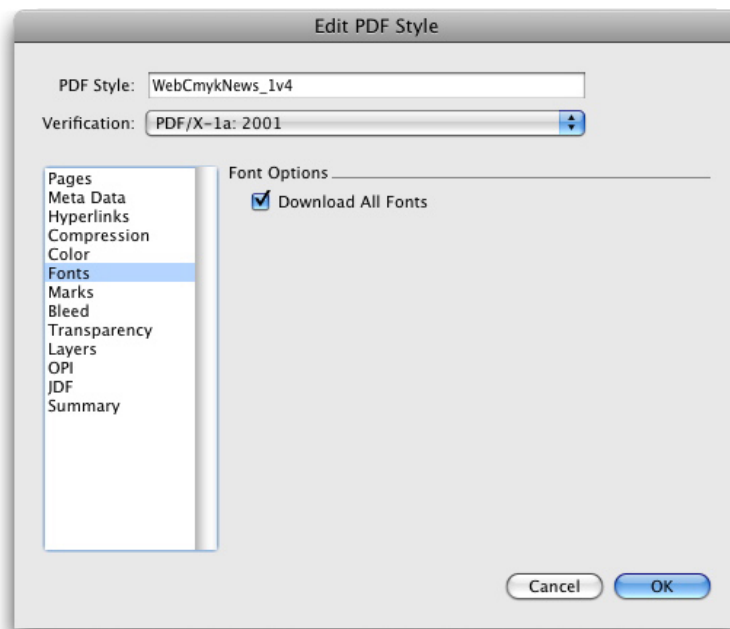 Edit PDF Style
PDF Style: WebCmykNews_1v4
Verification: PDF/X-1a: 2001
Pages
Meta Data
Hyperlinks
Compression
Color
Fonts
Marks
Bleed
Transparency
Layers
OPI
JDF
Summary
Font Options
Download All Fonts
Cancel OK